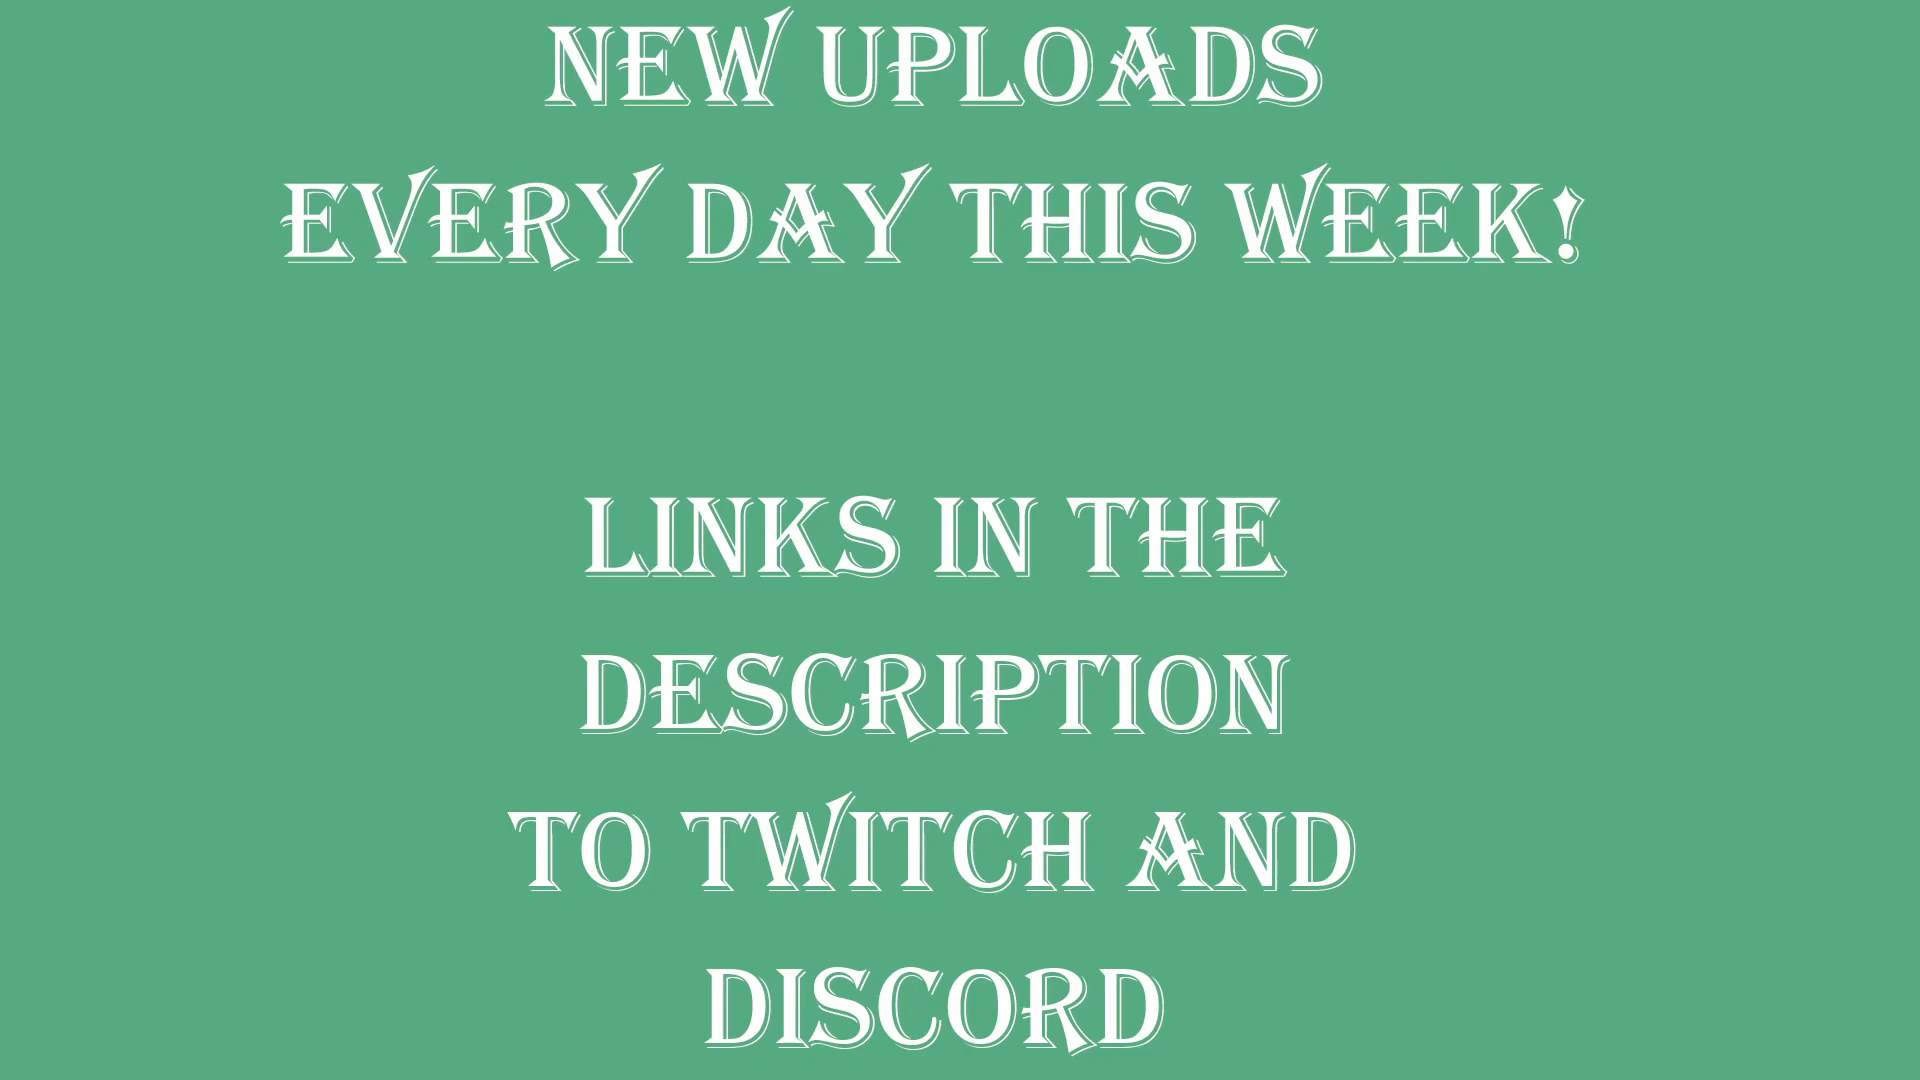 NEW UPLOADS
EVERY DAY THIS WEEK!
LINKS IN THE
DESCRIPTION
TO TWITCH AND
DISCORD